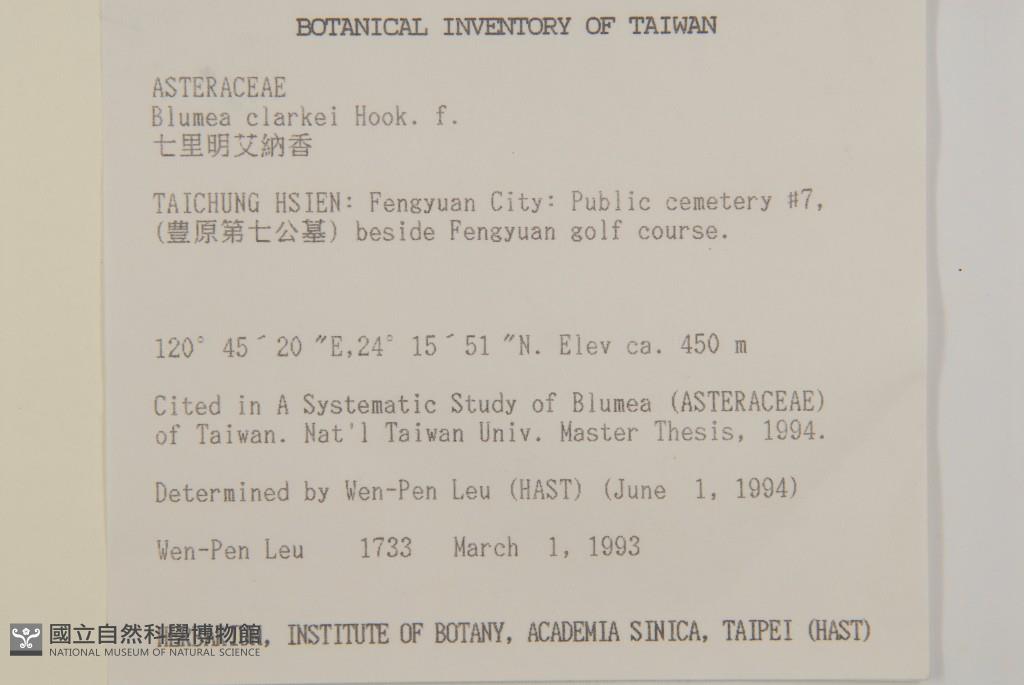 BOTANICAL INVENTORY OF TAIWAN
ASTERACEAE
Blumea clarkei Hook. f.
七里明艾納香
TAICHUNG HSIEN: Fengyuan City: Public cemetery #7,
(豐原第七公墓) beside Fengyuan golf course.
120° 45´ 20 ″E,24° 15´ 51 ″N. Elev ca. 450 m
Cited in A Systematic Study of Blumea (ASTERACEAE)
of Taiwan. Nat'l Taiwan Univ. Master Thesis, 1994.
Determined by Wen-Pen Leu (HAST) (June 1, 1994)
Wen-Pen Leu 1733 March 1, 1993
INSTITUTE OF BOTANY, ACADEMIA SINICA, TAIPEI (HAST)
國立自然科學博物館
NATIONAL MUSEUM OF NATURAL SCIENCE